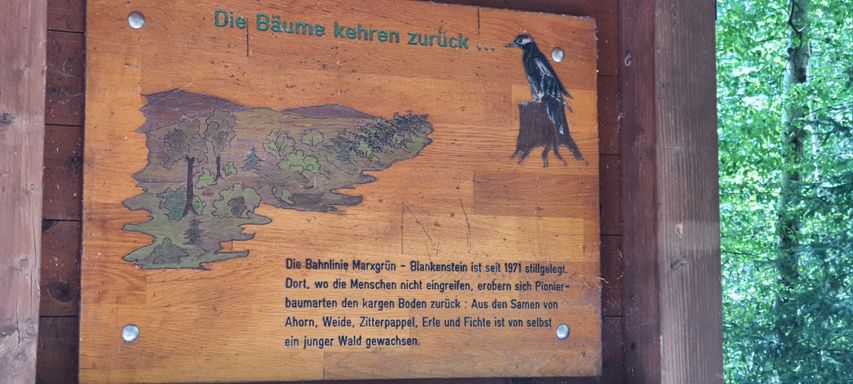 Die Bäume kehren zurück ...
Die Bahnlinie Marxgrün - Blankenstein ist seit 1971 stillgelegt.
Dort, wo die Menschen nicht eingreifen, erobern sich Pionier-
baumarten den kargen Boden zurück : Aus den Samen von
Ahorn, Weide, Zitterpappel, Erle und Fichte ist von selbst
ein junger Wald gewachsen.